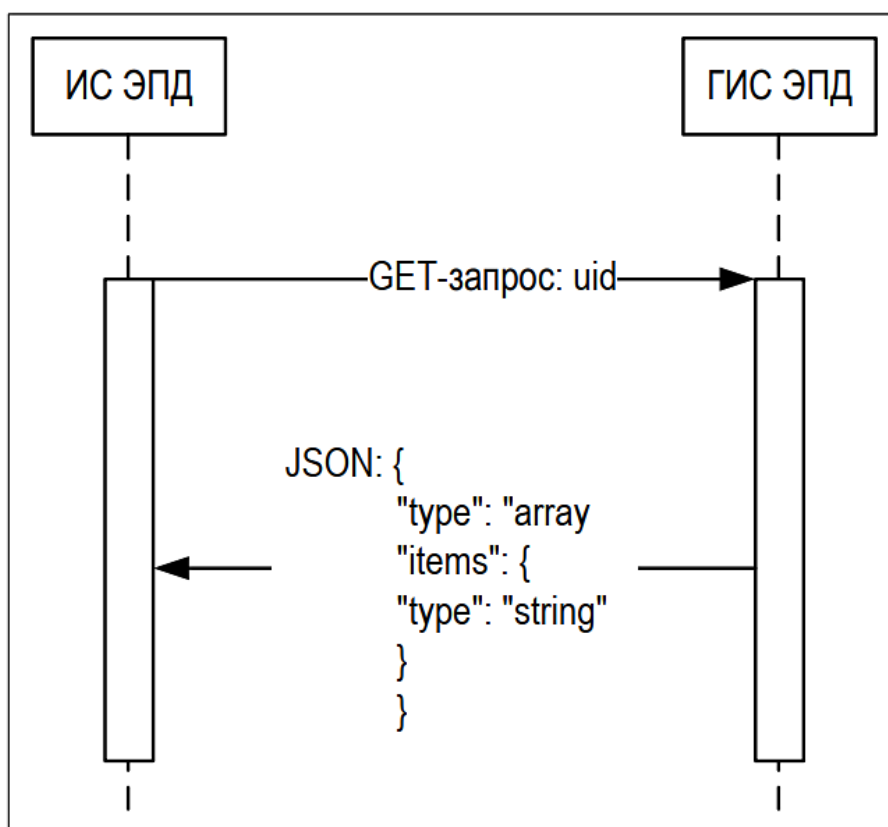 ИС ЭПД
ГИС ЭПД
GET-запрос: uid
JSON: {
"type": "array
"items": {
"type": "string"
}
}